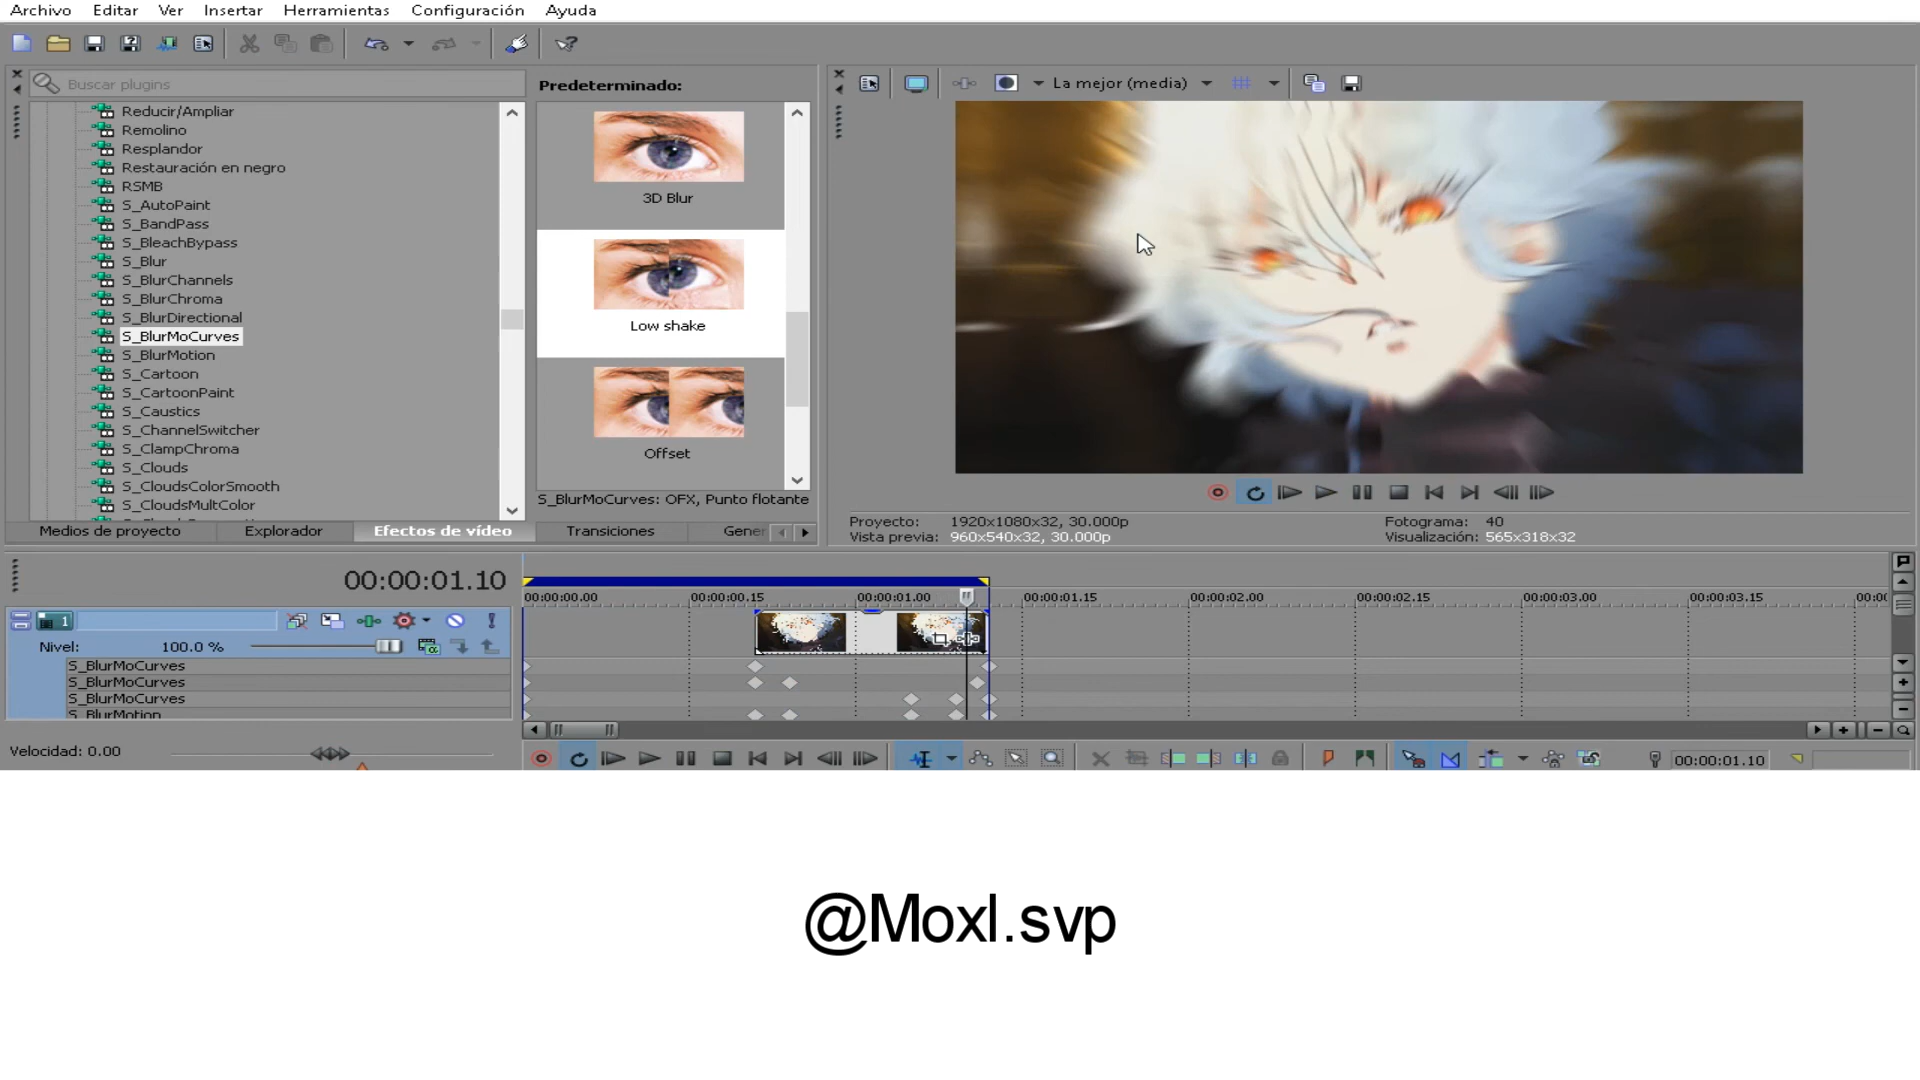 Archivo Editar Ver Insertar Herramientas Configuración Ayuda
Buscar plugins
Reducir/Ampliar
Remolino
Resplandor
Restauración en negro
RSMB
S_AutoPaint
S_BandPass
S_BleachBypass
S_Blur
S_BlurChannels
S_BlurChroma
S_BlurDirectional
S_BlurMoCurves
S_BlurMotion
S_Cartoon
S_CartoonPaint
S_Caustics
S_ChannelSwitcher
S_ClampChroma
S_Clouds
S_CloudsColorSmooth
S_CloudsMultColor
Predeterminado:
3D Blur
Low shake
Offset
S_BlurMoCurves: OFX, Punto flotante
Medios de proyecto Explorador Efectos de vídeo Transiciones Gener
La mejor (media)
Proyecto: 1920x1080x32, 30.000p
Vista previa: 960x540x32, 30.000p
Fotograma: 40
Visualización: 565x318x32
00:00:01.10
00:00:00.00 00:00:00.15 00:00:01.00 00:00:01.15 00:00:02.00 00:00:02.15 00:00:03.00 00:00:03.15 00:00
1
Nivel: 100.0 %
S_BlurMoCurves
S_BlurMoCurves
S_BlurMoCurves
S_BlurMotion
Velocidad: 0.00
00:00:01.10
@Moxl.svp